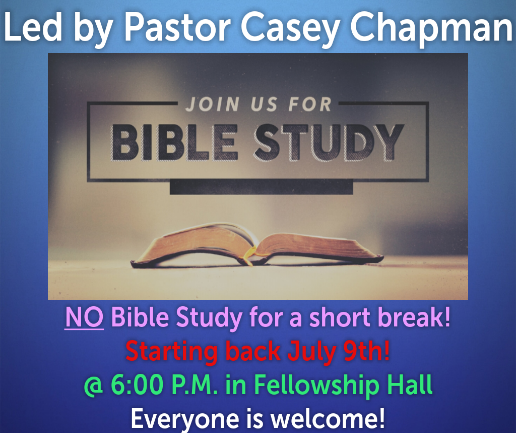 Led by Pastor Casey Chapman
JOIN US FOR
BIBLE STUDY
NO Bible Study for a short break!
Starting back July 9th!
@ 6:00 P.M. in Fellowship Hall
Everyone is welcome!